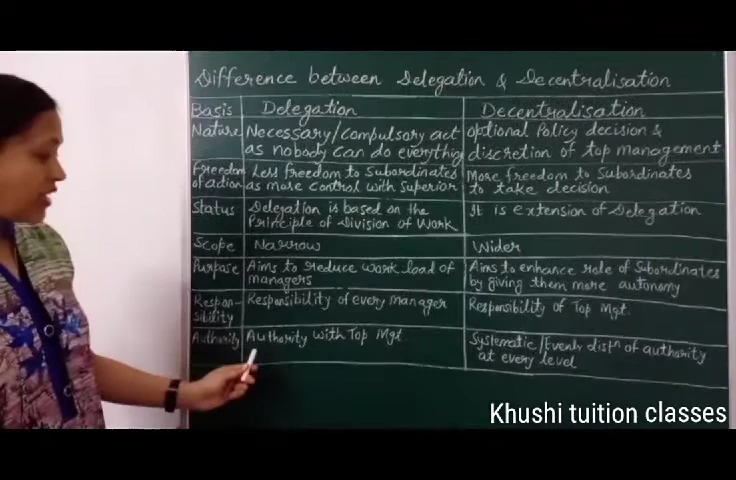 Difference between Delegation & Decentralisation
Basis Delegation Decentralisation
Nature Necessary/compulsory act optional Policy decision &
as nobody can do everything discretion of top management
Freedom Less freedom to Subordinates More freedom to Subordinates
of action as more control with Superior to take decision
Status Delegation is based on the It is extension of Delegation
Principle of Division of Work
Scope Narrow Wider
Purpose Aims to reduce work load of Aims to enhance role of Subordinates
managers by giving them more autonomy
Respon- Responsibility of every manager Responsibility of Top Mgt.
sibility
Authority Authority with Top Mgt Systematic/Evenly distn of authority
at every level
Khushi tuition classes